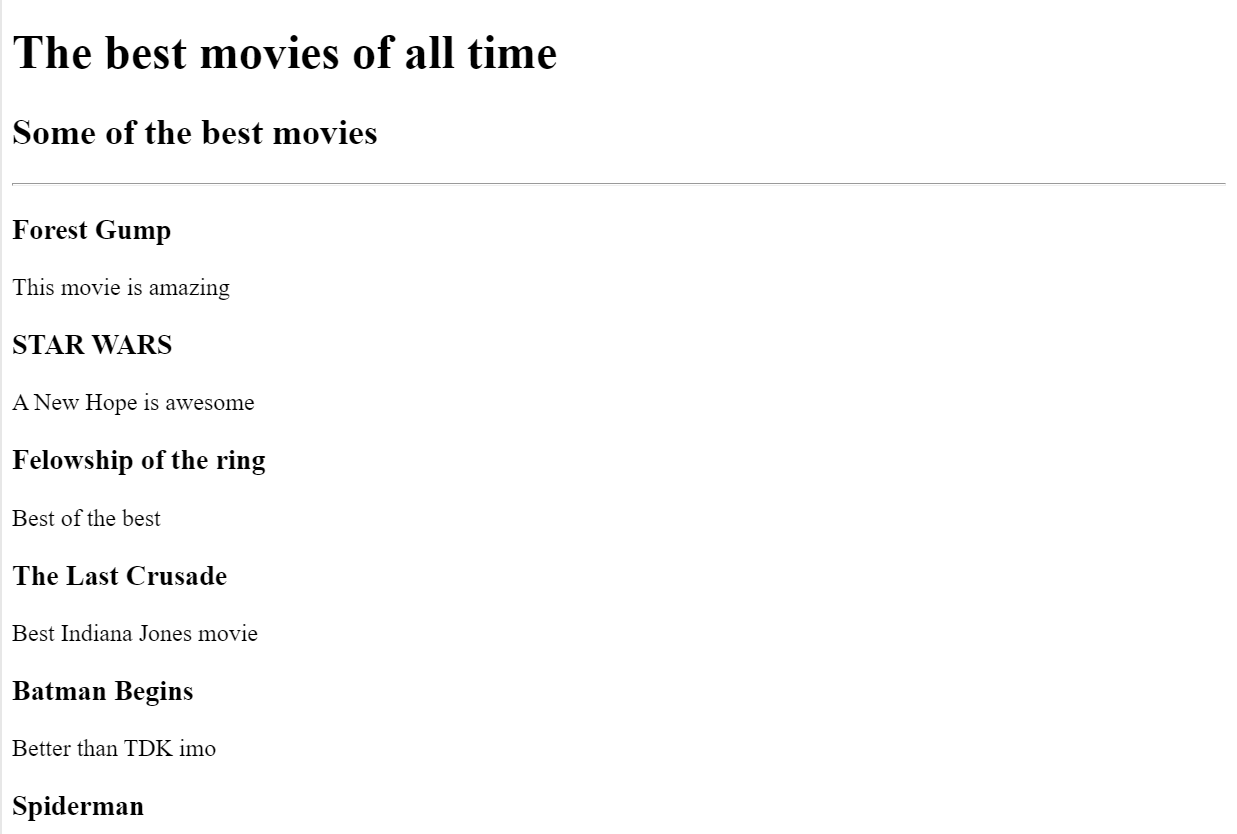 The best movies of all time
Some of the best movies
Forest Gump
This movie is amazing
STAR WARS
A New Hope is awesome
Felowship of the ring
Best of the best
The Last Crusade
Best Indiana Jones movie
Batman Begins
Better than TDK imo
Spiderman